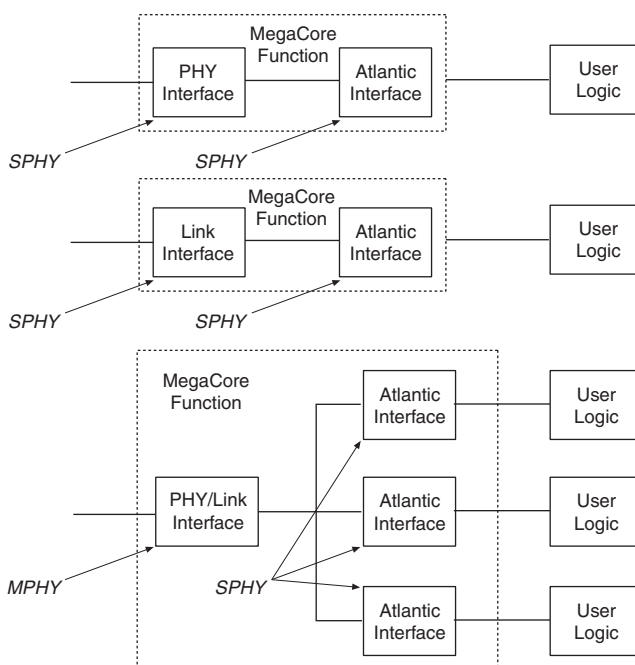 MegaCore
Function
PHY
Interface
Atlantic
Interface
User
Logic
SPHY
SPHY
MegaCore
Function
Link
Interface
Atlantic
Interface
User
Logic
SPHY
SPHY
MegaCore
Function
Atlantic
Interface
User
Logic
PHY/Link
Interface
Atlantic
Interface
User
Logic
MPHY
SPHY
Atlantic
Interface
User
Logic